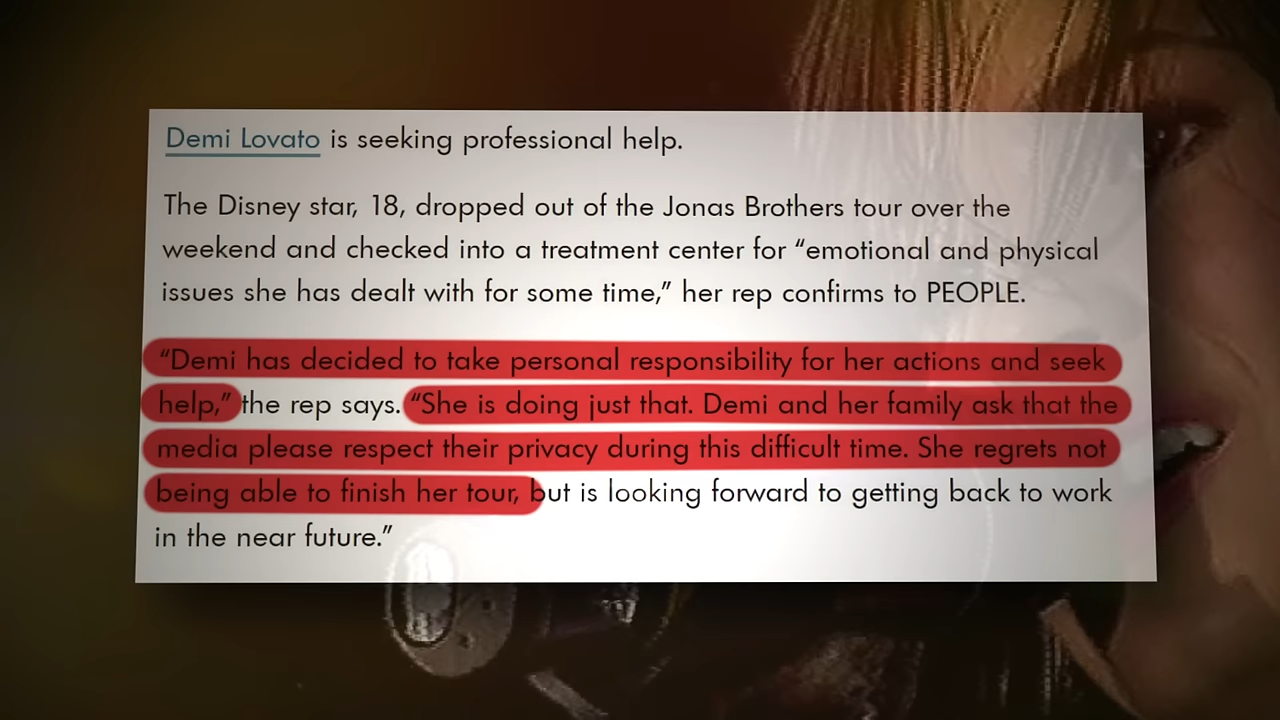 Demi Lovato is seeking professional help.
The Disney star, 18, dropped out of the Jonas Brothers tour over the
weekend and checked into a treatment center for “emotional and physical
issues she has dealt with for some time,” her rep confirms to PEOPLE.
“Demi has decided to take personal responsibility for her actions and seek
help,” the rep says. “She is doing just that. Demi and her family ask that the
media please respect their privacy during this difficult time. She regrets not
being able to finish her tour, but is looking forward to getting back to work
in the near future.”